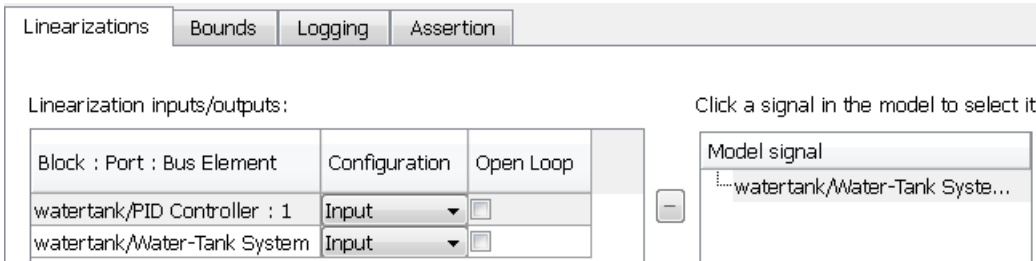 Linearizations Bounds Logging Assertion
Linearization inputs/outputs: Click a signal in the model to select it
Block : Port : Bus Element Configuration Open Loop Model signal
watertank/Water-Tank Syste...
watertank/PID Controller : 1 Input
watertank/Water-Tank System Input